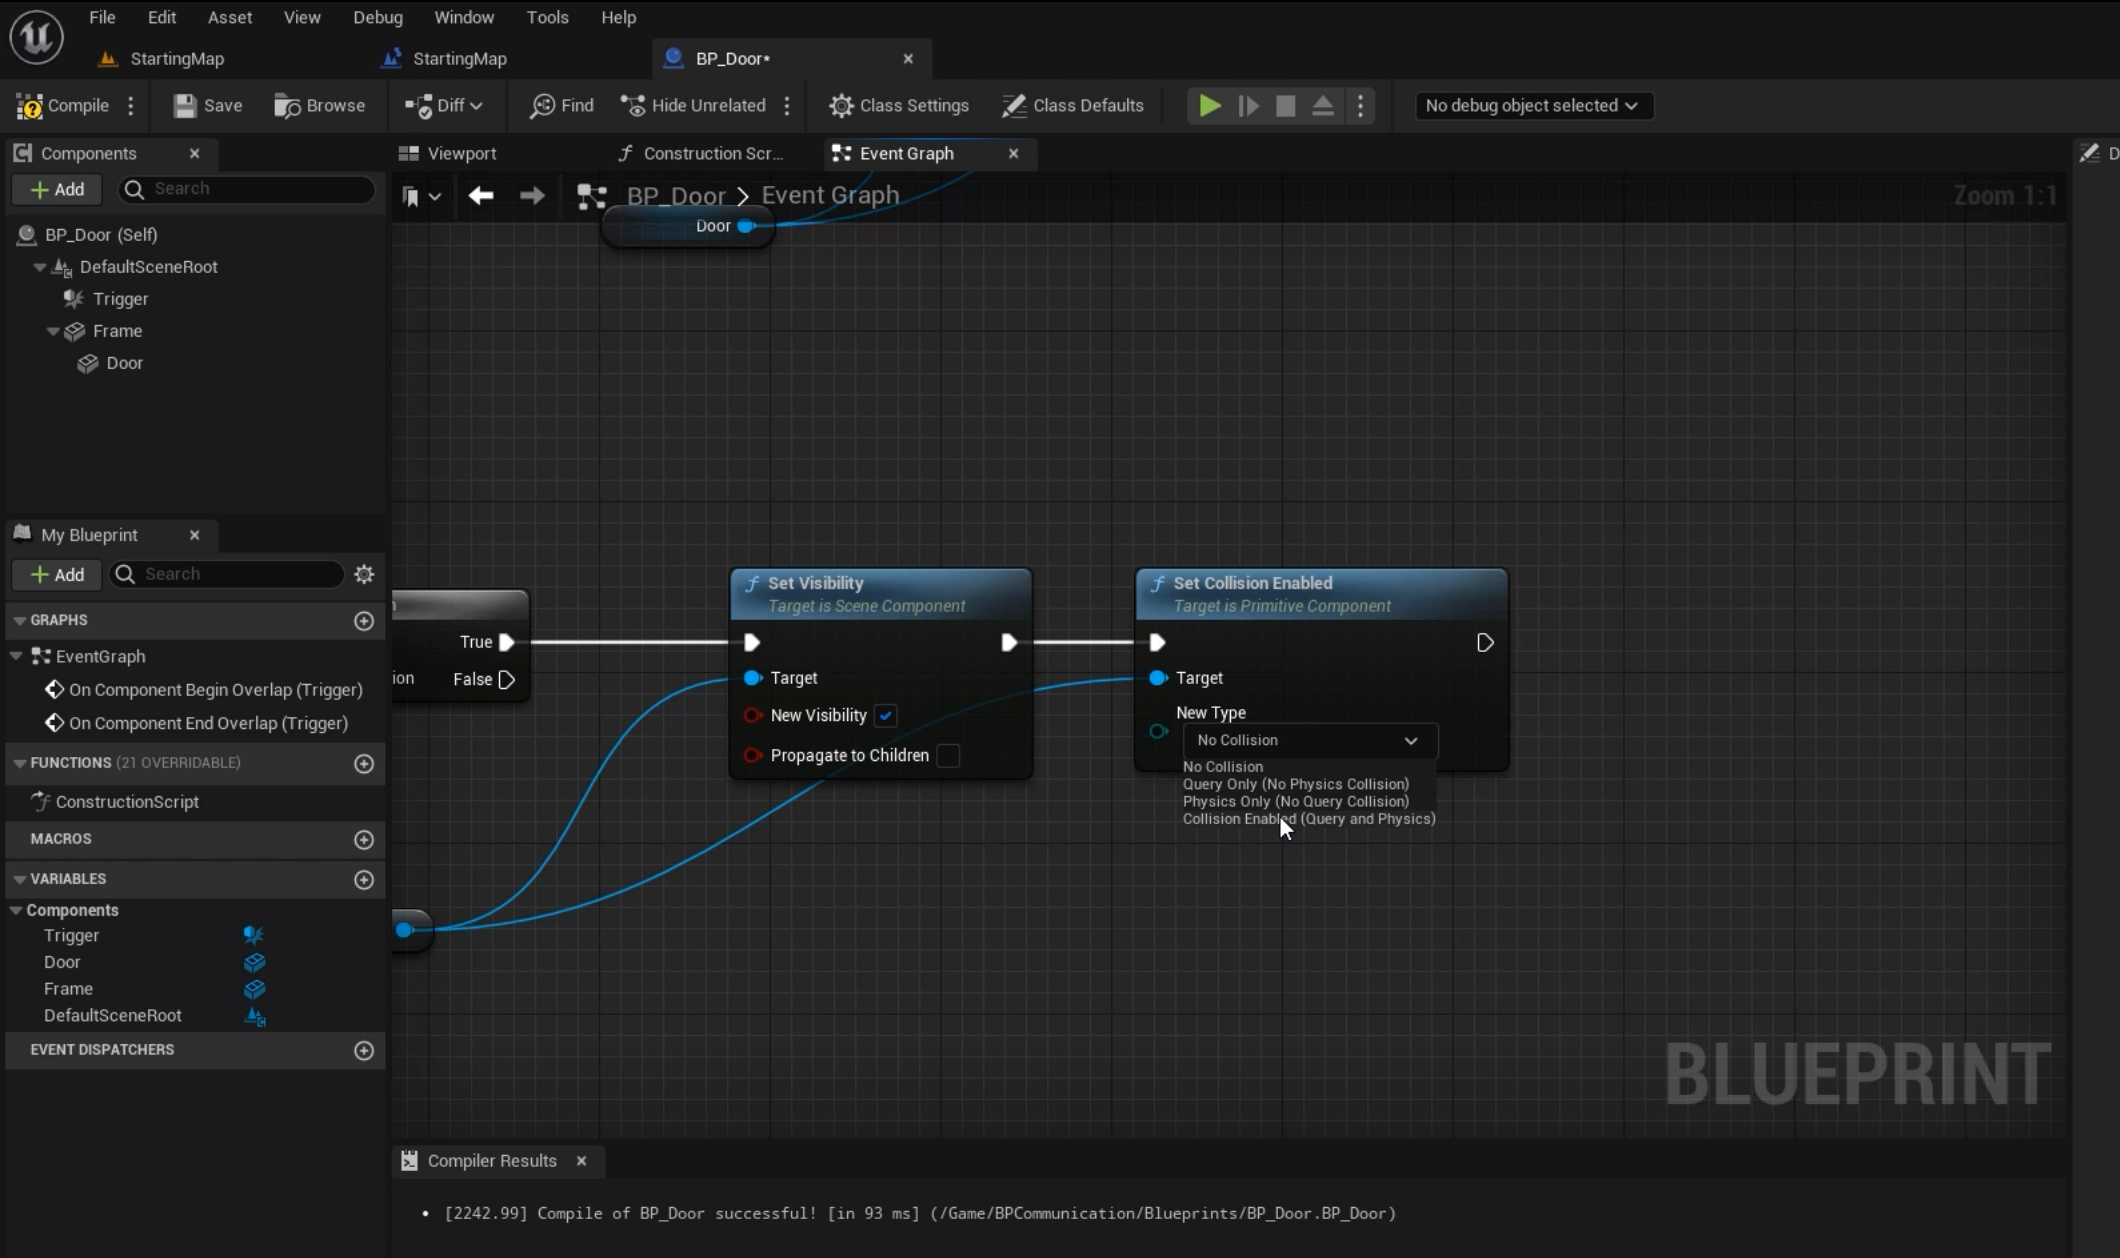 File Edit Asset View Debug Window Tools Help
StartingMap StartingMap BP_Door*
Compile Save Browse Diff Find Hide Unrelated Class Settings Class Defaults No debug object selected
Components
Add Search
BP_Door (Self)
DefaultSceneRoot
Trigger
Frame
Door
Viewport Construction Scr... Event Graph D
BP_Door > Event Graph Zoom 1:1
Door
My Blueprint
Add Search
GRAPHS
EventGraph
On Component Begin Overlap (Trigger)
On Component End Overlap (Trigger)
FUNCTIONS (21 OVERRIDABLE)
ConstructionScript
MACROS
VARIABLES
Components
Trigger
Door
Frame
DefaultSceneRoot
EVENT DISPATCHERS
n
True
ion False
Set Visibility
Target is Scene Component
Target
New Visibility
Propagate to Children
Set Collision Enabled
Target is Primitive Component
Target
New Type
No Collision
No Collision
Query Only (No Physics Collision)
Physics Only (No Query Collision)
Collision Enabled (Query and Physics)
BLUEPRINT
Compiler Results
• [2242.99] Compile of BP_Door successful! [in 93 ms] (/Game/BPCommunication/Blueprints/BP_Door.BP_Door)